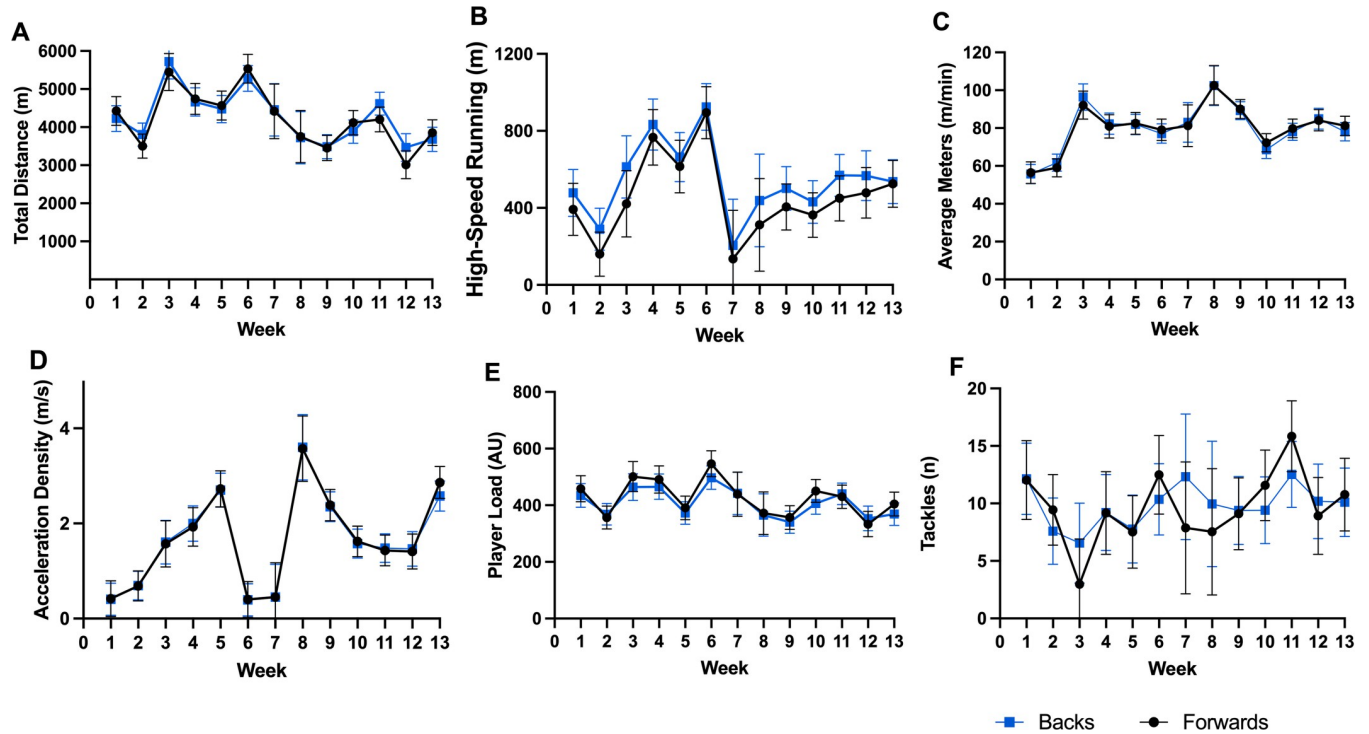 A
Total Distance (m)
6000
5000
4000
3000
2000
1000
0 1 2 3 4 5 6 7 8 9 10 11 12 13
Week
B
High-Speed Running (m)
1200
800
400
0
0 1 2 3 4 5 6 7 8 9 10 11 12 13
Week
C
Average Meters (m/min)
120
100
80
60
40
20
0
0 1 2 3 4 5 6 7 8 9 10 11 12 13
Week
D
Acceleration Density (m/s)
4
2
0
0 1 2 3 4 5 6 7 8 9 10 11 12 13
Week
E
Player Load (AU)
800
600
400
200
0
0 1 2 3 4 5 6 7 8 9 10 11 12 13
Week
F
Tackles (n)
20
15
10
5
0
0 1 2 3 4 5 6 7 8 9 10 11 12 13
Week
Backs Forwards